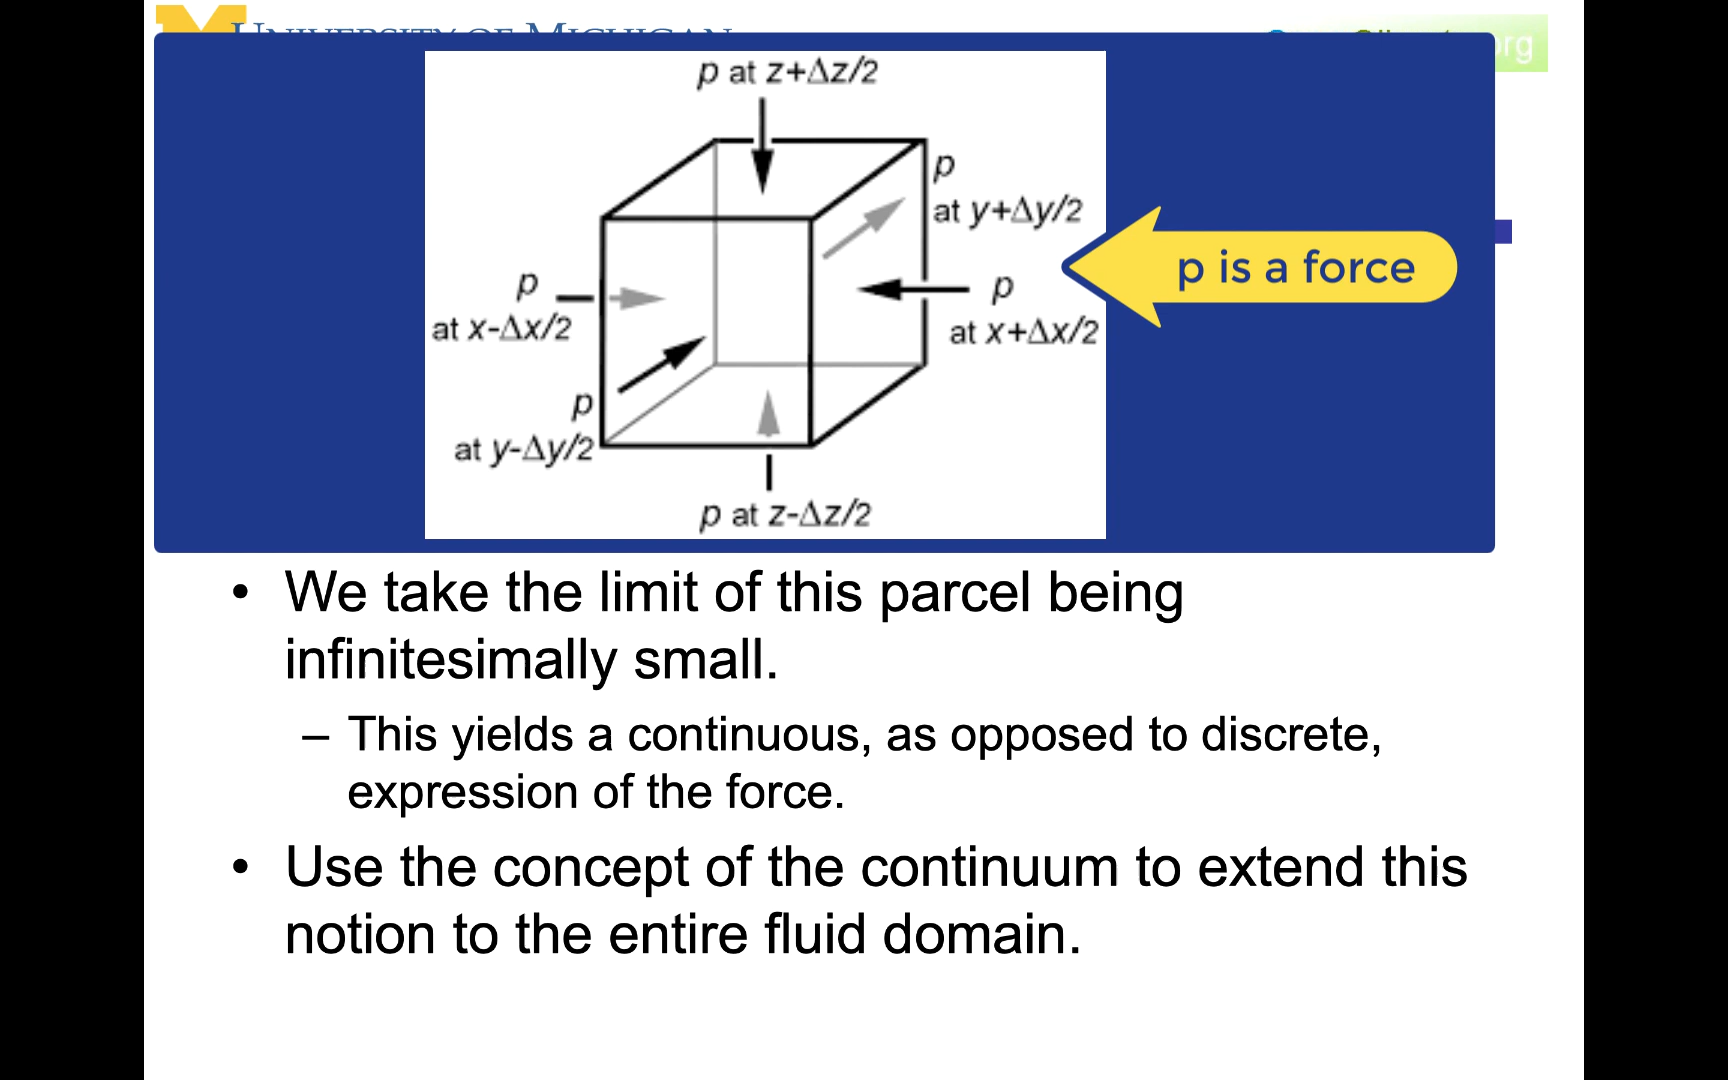 UNIVERSITY OF MICHIGAN
rg
p at z+Δz/2
p
at y+Δy/2
p is a force
p
at x-Δx/2
p
at x+Δx/2
p
at y-Δy/2
p at z-Δz/2
• We take the limit of this parcel being
infinitesimally small.
– This yields a continuous, as opposed to discrete,
expression of the force.
• Use the concept of the continuum to extend this
notion to the entire fluid domain.